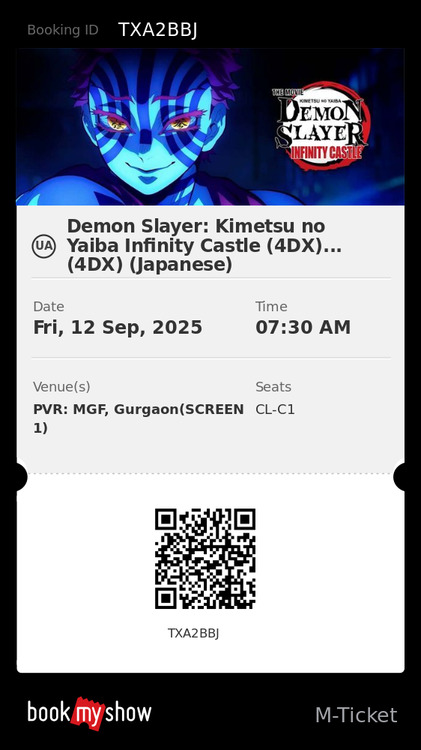 Booking ID TXA2BBJ
THE MOVIE
KIMETSU NO YAIBA
DEMON
SLAYER
INFINITY CASTLE
UA
Demon Slayer: Kimetsu no
Yaiba Infinity Castle (4DX)...
(4DX) (Japanese)
Date Time
Fri, 12 Sep, 2025 07:30 AM
Venue(s) Seats
PVR: MGF, Gurgaon(SCREEN CL-C1
1)
TXA2BBJ
bookmyshow M-Ticket